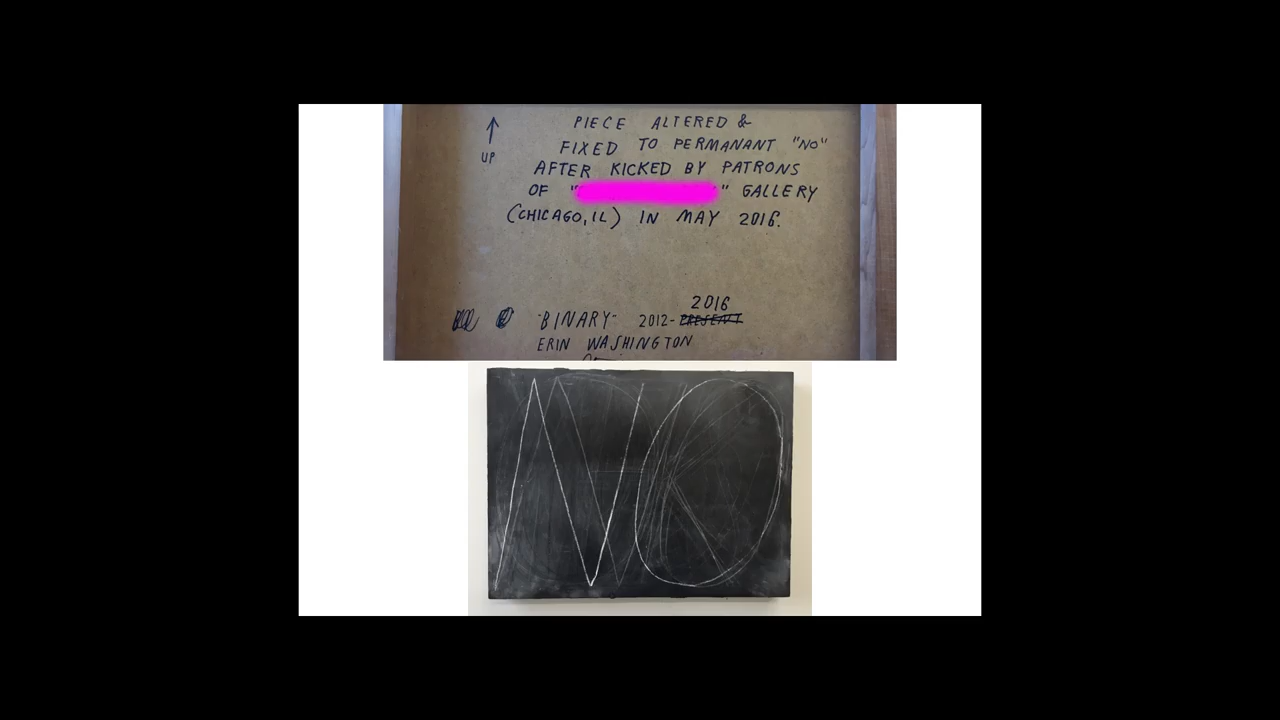 ↑ PIECE ALTERED &
UP FIXED TO PERMANANT "NO"
AFTER KICKED BY PATRONS
OF " " GALLERY
(CHICAGO, IL) IN MAY 2016.
2016
"BINARY" 2012- PRESENT
ERIN WASHINGTON
NO